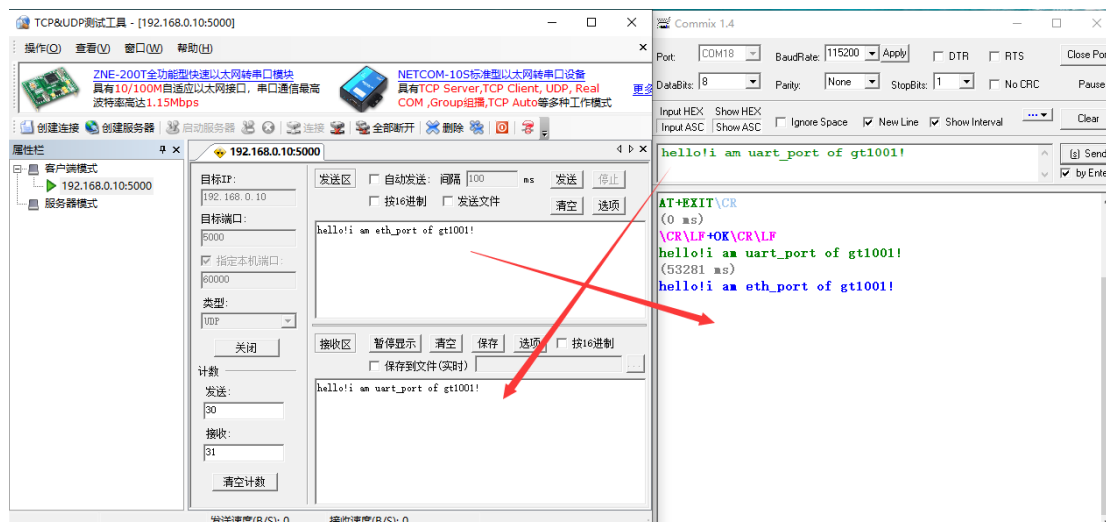 TCP&UDP测试工具 - [192.168.0.10:5000]
操作(O) 查看(V) 窗口(W) 帮助(H)
ZNE-200T全功能型快速以太网转串口模块
具有10/100M自适应以太网接口，串口通信最高
波特率高达1.15Mbps
NETCOM-10S标准型以太网转串口设备
具有TCP Server,TCP Client, UDP, Real
COM ,Group组播,TCP Auto等多种工作模式
更多
创建连接 创建服务器 启动服务器 连接 全部断开 删除
属性栏
客户端模式
192.168.0.10:5000
服务器模式
192.168.0.10:5000
目标IP:
192.168.0.10
目标端口:
5000
指定本机端口:
60000
类型:
UDP
关闭
计数
发送:
30
接收:
31
清空计数
发送区 自动发送: 间隔 100 ms 发送 停止
按16进制 发送文件 清空 选项
hello!i am eth_port of gt1001!
接收区 暂停显示 清空 保存 选项 按16进制
保存到文件(实时) ...
hello!i am uart_port of gt1001!
发送速度(B/S): 0 接收速度(B/S): 0
Commix 1.4
Port: COM18 BaudRate: 115200 Apply DTR RTS Close Por
DataBits: 8 Parity: None StopBits: 1 No CRC Pause
Input HEX Show HEX
Input ASC Show ASC Ignore Space New Line Show Interval ... Clear
hello!i am uart_port of gt1001!
[s] Send
by Ente
AT+EXIT\CR
(0 ms)
\CR\LF+OK\CR\LF
hello!i am uart_port of gt1001!
(53281 ms)
hello!i am eth_port of gt1001!